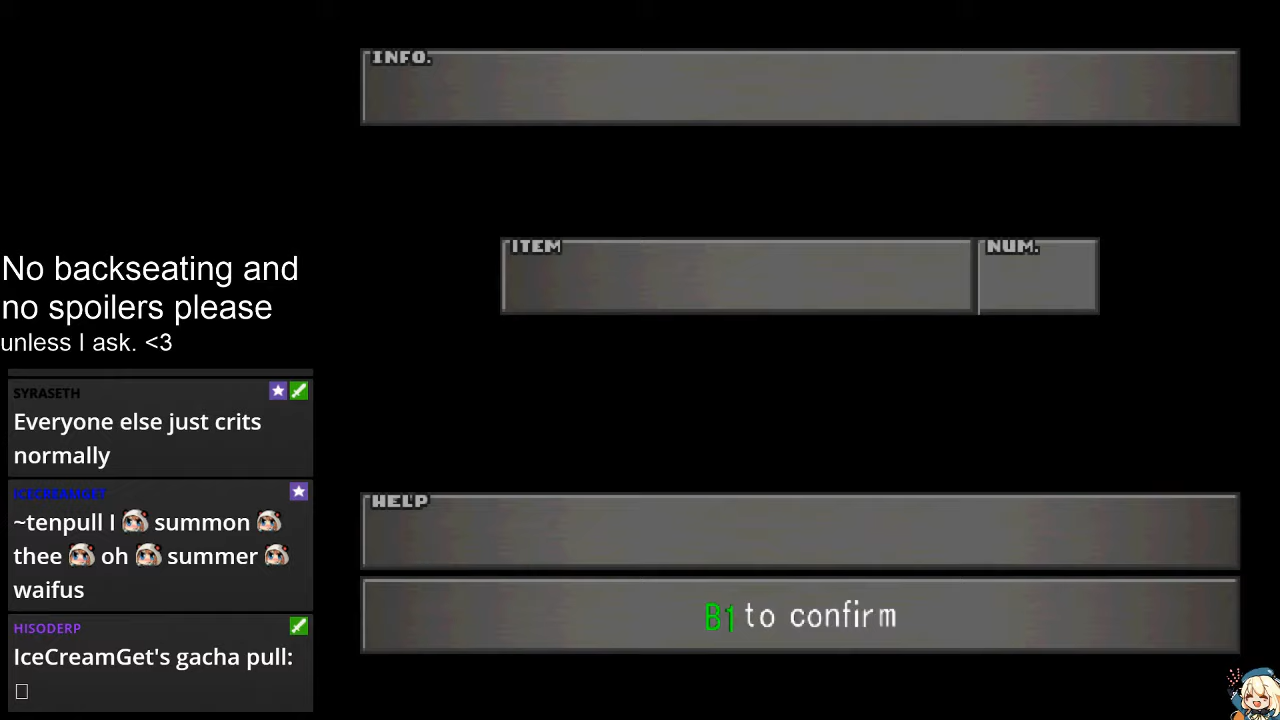 INFO.
ITEM
NUM.
No backseating and
no spoilers please
unless I ask. <3
SYRASETH
Everyone else just crits
normally
ICECREAMGET
~tenpull I summon
thee oh summer
waifus
HISODERP
IceCreamGet's gacha pull:
HELP
B1 to confirm